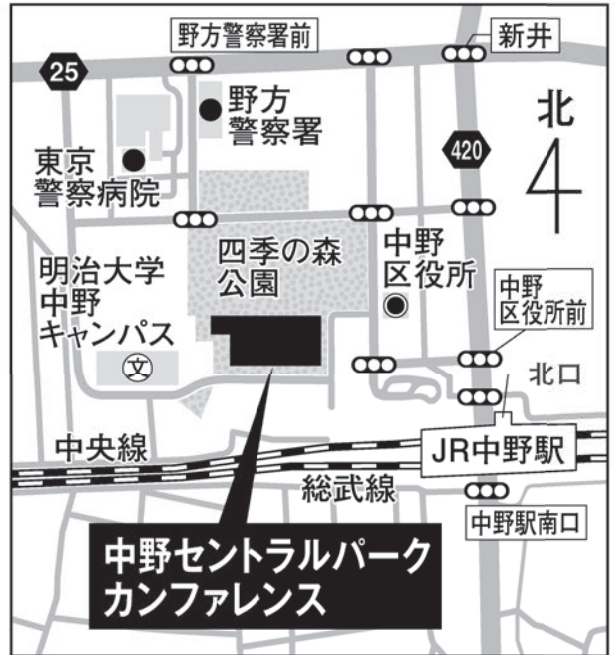 野方警察署前
新井
25
野方
警察署
北
420
東京
警察病院
四季の森
公園
中野
区役所
明治大学
中野
キャンパス
文
中野
区役所前
北口
中央線
JR中野駅
総武線
中野駅南口
中野セントラルパーク
カンファレンス